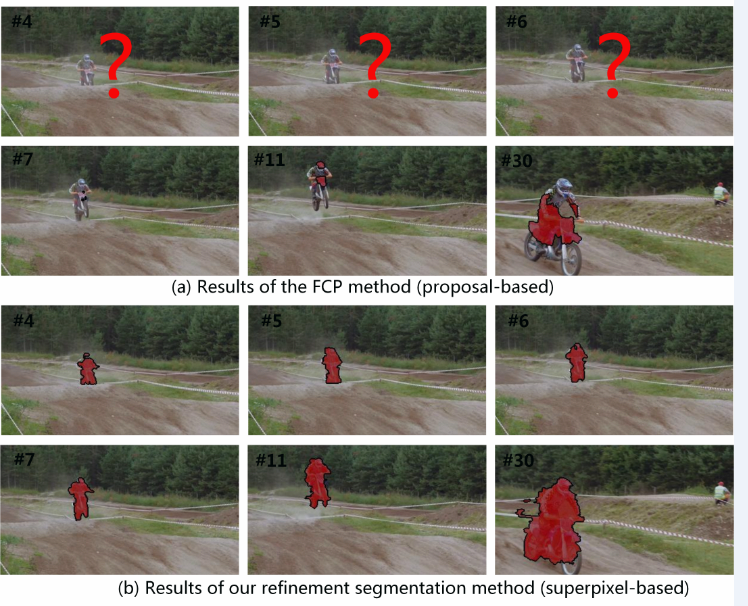 #4 #5 #6
? ? ?
#7 #11 #30
(a) Results of the FCP method (proposal-based)
#4 #5 #6
#7 #11 #30
(b) Results of our refinement segmentation method (superpixel-based)